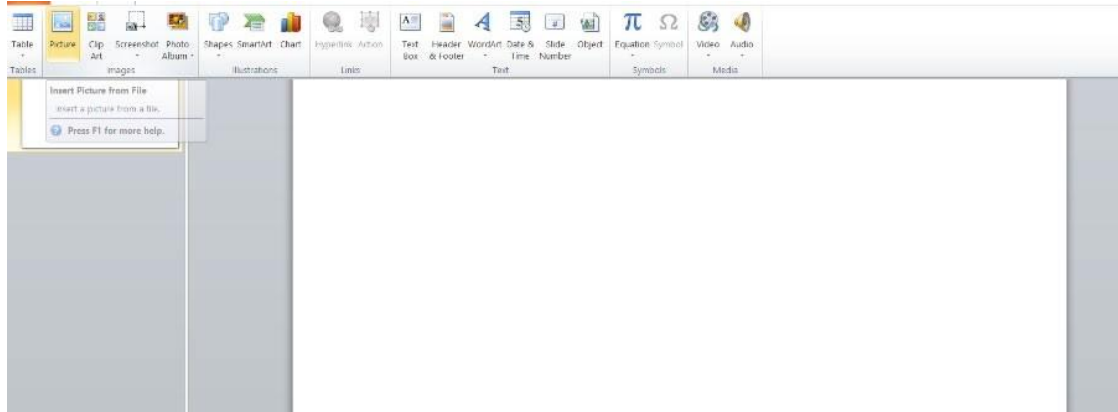 Table
Picture
Clip Art
Screenshot
Photo Album
Shapes
SmartArt
Chart
Hyperlink
Action
Text Box
Header & Footer
WordArt
Date & Time
Slide Number
Object
Equation
Symbol
Video
Audio
Tables
Images
Illustrations
Links
Text
Symbols
Media
Insert Picture from File
Insert a picture from a file.
Press F1 for more help.